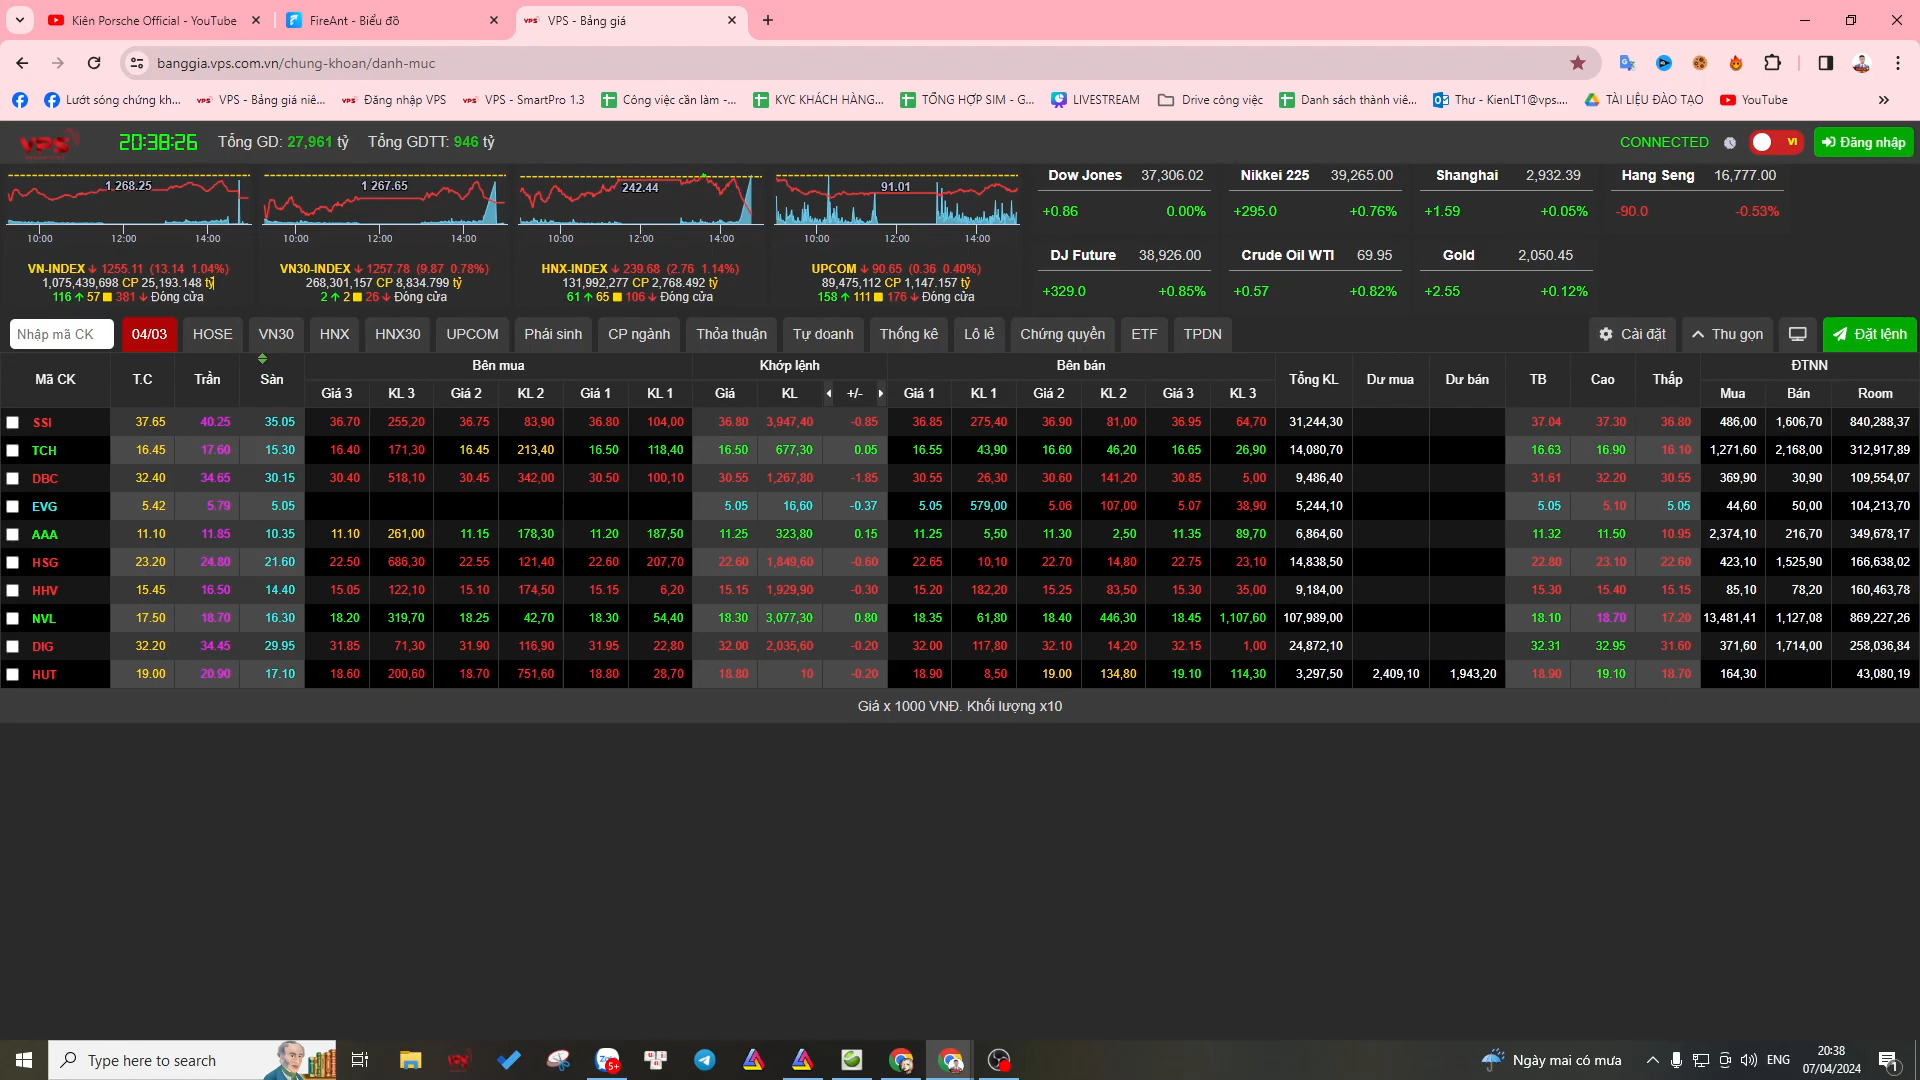 Kiên Porsche Official - YouTube
FireAnt - Biểu đồ
VPS - Bảng giá
banggia.vps.com.vn/chung-khoan/danh-muc
Lướt sóng chứng kh...
VPS - Bảng giá niê...
Đăng nhập VPS
VPS - SmartPro 1.3
Công việc cần làm -...
KYC KHÁCH HÀNG...
TỔNG HỢP SIM - G...
LIVESTREAM
Drive công việc
Danh sách thành viê...
Thư - KienLT1@vps....
TÀI LIỆU ĐÀO TẠO
YouTube
VPS 20:38:26 Tổng GD: 27,961 tỷ Tổng GDTT: 946 tỷ CONNECTED VI Đăng nhập
1 268.25 1 267.65 242.44 91.01
10:00 12:00 14:00 10:00 12:00 14:00 10:00 12:00 14:00 10:00 12:00 14:00
VN-INDEX 1255.11 (13.14 1.04%)
1,075,439,698 CP 25,193.148 tỷ
116 57 381 Đóng cửa
VN30-INDEX 1257.78 (9.87 0.78%)
268,301,157 CP 8,834.799 tỷ
2 2 26 Đóng cửa
HNX-INDEX 239.68 (2.76 1.14%)
131,992,277 CP 2,768.492 tỷ
61 65 106 Đóng cửa
UPCOM 90.65 (0.36 0.40%)
89,475,112 CP 1,147.157 tỷ
158 111 176 Đóng cửa
Dow Jones 37,306.02
+0.86 0.00%
Nikkei 225 39,265.00
+295.0 +0.76%
Shanghai 2,932.39
+1.59 +0.05%
Hang Seng 16,777.00
-90.0 -0.53%
DJ Future 38,926.00
+329.0 +0.85%
Crude Oil WTI 69.95
+0.57 +0.82%
Gold 2,050.45
+2.55 +0.12%
Nhập mã CK 04/03 HOSE VN30 HNX HNX30 UPCOM Phái sinh CP ngành Thỏa thuận Tự doanh Thống kê Lô lẻ Chứng quyền ETF TPDN Cài đặt Thu gọn Đặt lệnh
Mã CK T.C Trần Sàn Bên mua Khớp lệnh Bên bán Tổng KL Dư mua Dư bán TB Cao Thấp ĐTNN
Giá 3 KL 3 Giá 2 KL 2 Giá 1 KL 1 Giá KL +/- Giá 1 KL 1 Giá 2 KL 2 Giá 3 KL 3 Mua Bán Room
SSI 37.65 40.25 35.05 36.70 255,20 36.75 83,90 36.80 104,00 36.80 3,947,40 -0.85 36.85 275,40 36.90 81,00 36.95 64,70 31,244,30 37.04 37.30 36.80 486,00 1,606,70 840,288,37
TCH 16.45 17.60 15.30 16.40 171,30 16.45 213,40 16.50 118,40 16.50 677,30 0.05 16.55 43,90 16.60 46,20 16.65 26,90 14,080,70 16.63 16.90 16.10 1,271,60 2,168,00 312,917,89
DBC 32.40 34.65 30.15 30.40 518,10 30.45 342,00 30.50 100,10 30.55 1,267,80 -1.85 30.55 26,30 30.60 141,20 30.85 5,00 9,486,40 31.61 32.20 30.55 369,90 30,90 109,554,07
EVG 5.42 5.79 5.05 5.05 16,60 -0.37 5.05 579,00 5.06 107,00 5.07 38,90 5,244,10 5.05 5.10 5.05 44,60 50,00 104,213,70
AAA 11.10 11.85 10.35 11.10 261,00 11.15 178,30 11.20 187,50 11.25 323,80 0.15 11.25 5,50 11.30 2,50 11.35 89,70 6,864,60 11.32 11.50 10.95 2,374,10 216,70 349,678,17
HSG 23.20 24.80 21.60 22.50 686,30 22.55 121,40 22.60 207,70 22.60 1,849,60 -0.60 22.65 10,10 22.70 14,80 22.75 23,10 14,838,50 22.80 23.10 22.60 423,10 1,525,90 166,638,02
HHV 15.45 16.50 14.40 15.05 122,10 15.10 174,50 15.15 6,20 15.15 1,929,90 -0.30 15.20 182,20 15.25 83,50 15.30 35,00 9,184,00 15.30 15.40 15.15 85,10 78,20 160,463,78
NVL 17.50 18.70 16.30 18.20 319,70 18.25 42,70 18.30 54,40 18.30 3,077,30 0.80 18.35 61,80 18.40 446,30 18.45 1,107,60 107,989,00 18.10 18.70 17.20 13,481,41 1,127,08 869,227,26
DIG 32.20 34.45 29.95 31.85 71,30 31.90 116,90 31.95 22,80 32.00 2,035,60 -0.20 32.00 117,80 32.10 14,20 32.15 1,00 24,872,10 32.31 32.95 31.60 371,60 1,714,00 258,036,84
HUT 19.00 20.90 17.10 18.60 200,60 18.70 751,60 18.80 28,70 18.80 10 -0.20 18.90 8,50 19.00 134,80 19.10 114,30 3,297,50 2,409,10 1,943,20 18.90 19.10 18.70 164,30 43,080,19
Giá x 1000 VNĐ. Khối lượng x10
Type here to search
Ngày mai có mưa
ENG
20:38
07/04/2024